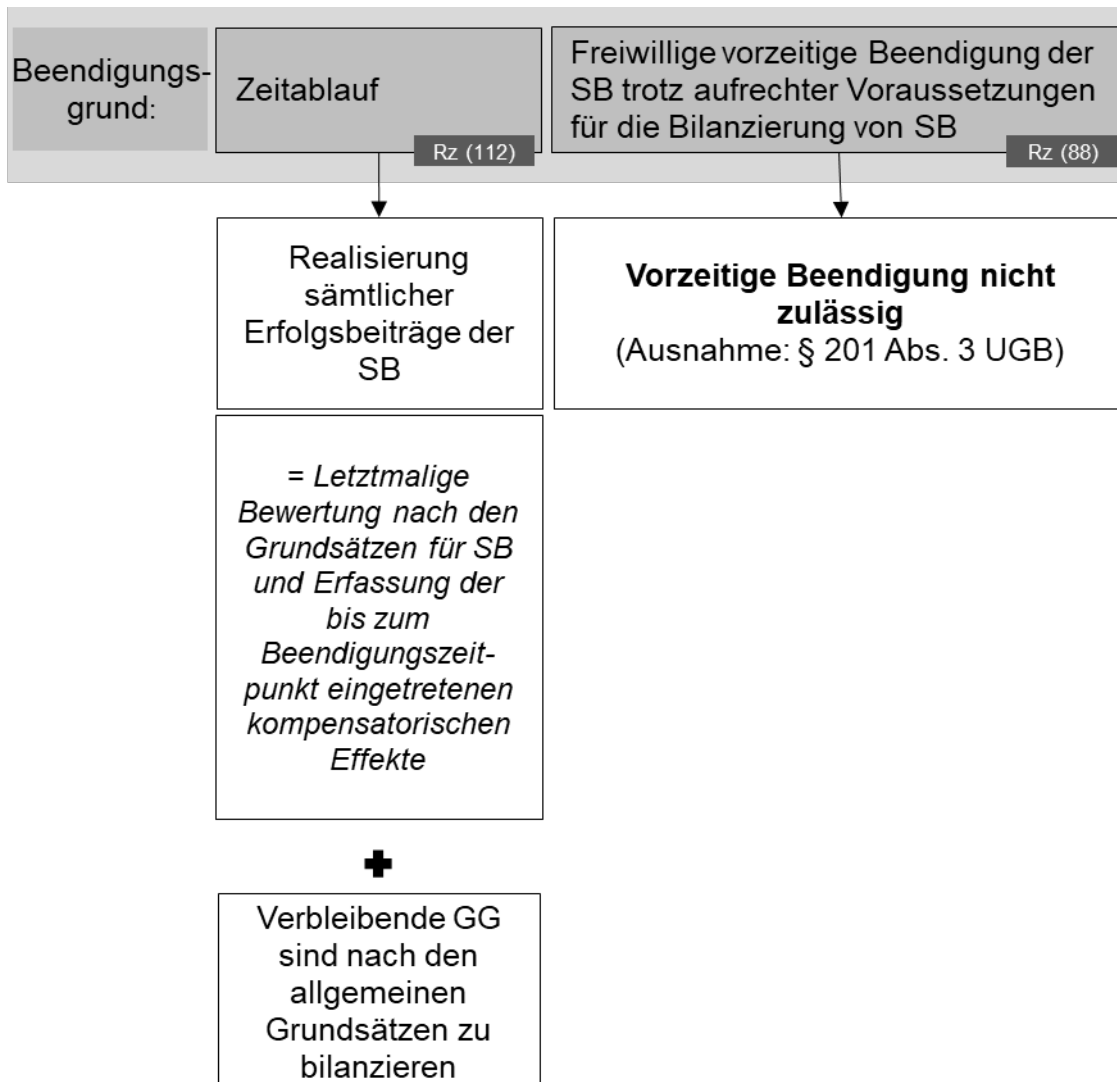 Beendigungs-
grund:
Zeitablauf
Rz (112)
Freiwillige vorzeitige Beendigung der
SB trotz aufrechter Voraussetzungen
für die Bilanzierung von SB
Rz (88)
Realisierung
sämtlicher
Erfolgsbeiträge der
SB
Vorzeitige Beendigung nicht
zulässig
(Ausnahme: § 201 Abs. 3 UGB)
= Letztmalige
Bewertung nach den
Grundsätzen für SB
und Erfassung der
bis zum
Beendigungszeit-
punkt eingetretenen
kompensatorischen
Effekte
Verbleibende GG
sind nach den
allgemeinen
Grundsätzen zu
bilanzieren